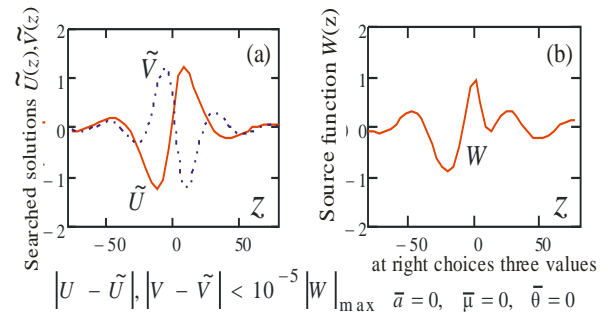 (a)
(b)
Searched solutions Ũ(z),Ṽ(z)
2
1
0
−1
−2
Ṽ
Ũ
z
−50 0 50
Source function W(z)
2
1
) 0
−1
−2
W
z
−50 0 50
at right choices three values
|U − Ũ|, |V − Ṽ| < 10⁻⁵ |W|max a̅ = 0, μ̅ = 0, θ̅ = 0